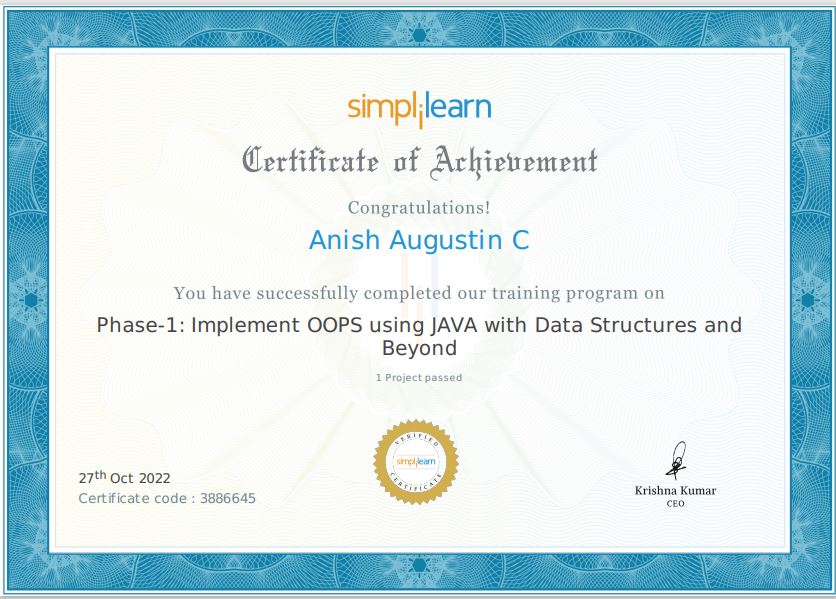 simplilearn
Certificate of Achievement
Congratulations!
Anish Augustin C
You have successfully completed our training program on
Phase-1: Implement OOPS using JAVA with Data Structures and
Beyond
1 Project passed
VERIFIED
simplilearn
CERTIFICATE
27th Oct 2022
Certificate code : 3886645
Krishna Kumar
CEO